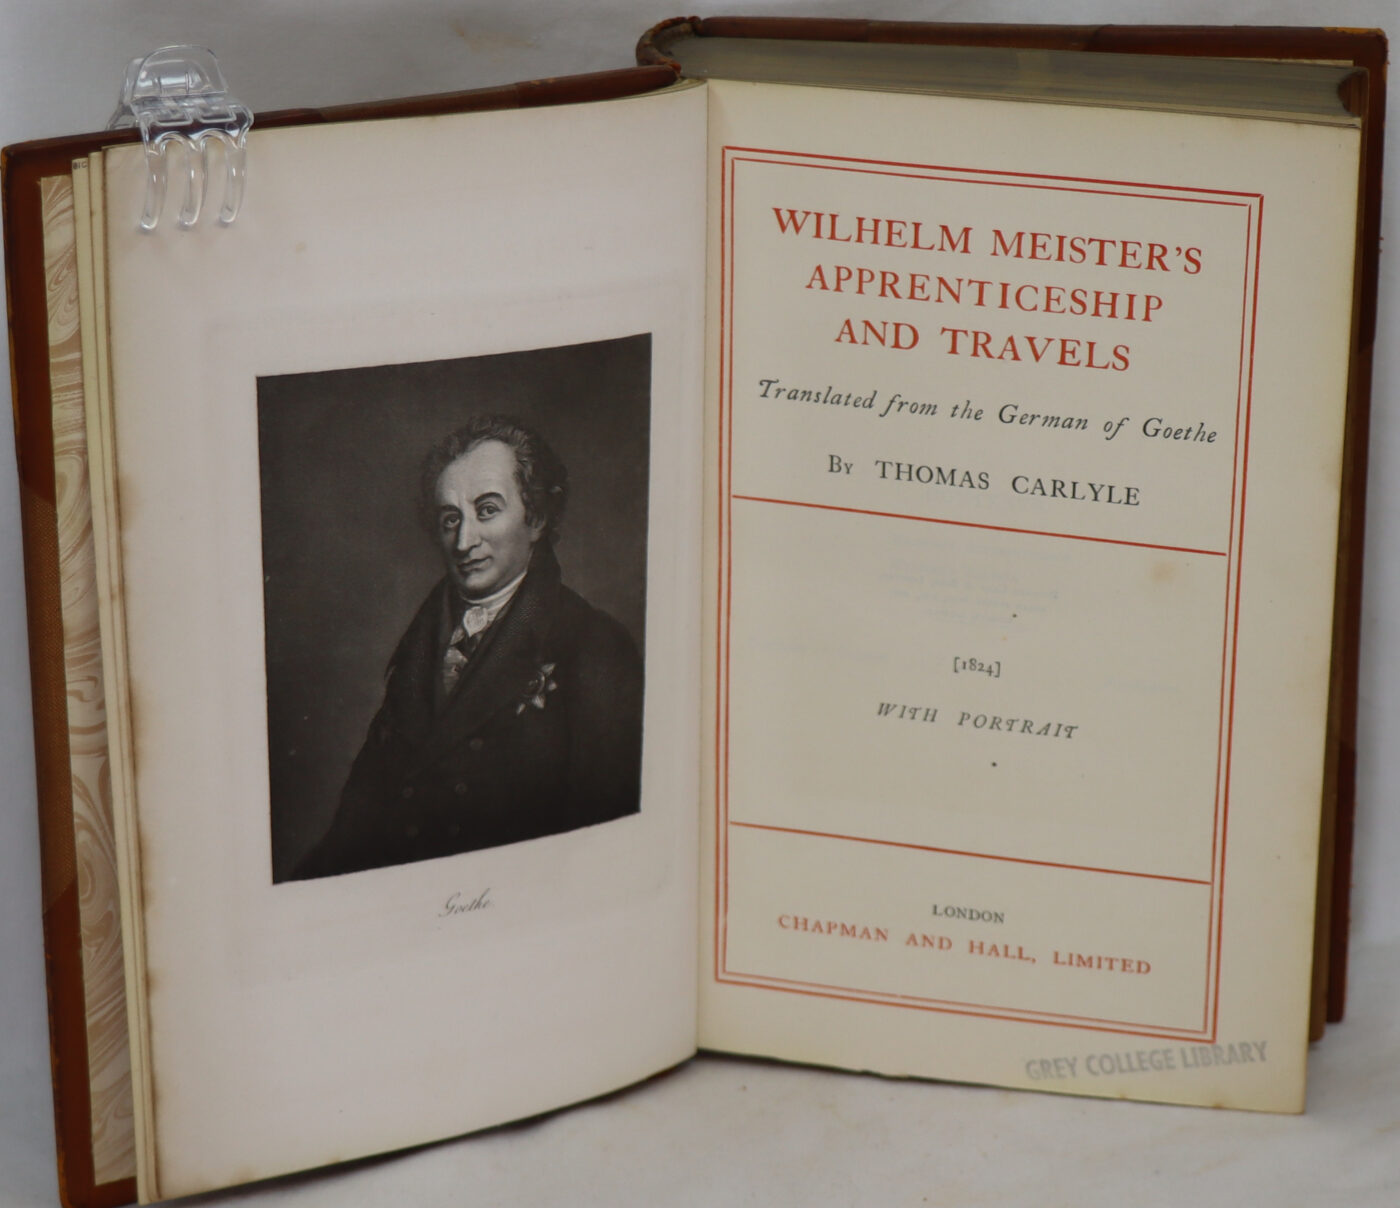 Goethe.
WILHELM MEISTER'S
APPRENTICESHIP
AND TRAVELS
Translated from the German of Goethe
By THOMAS CARLYLE
[1824]
WITH PORTRAIT
LONDON
CHAPMAN AND HALL, LIMITED
GREY COLLEGE LIBRARY